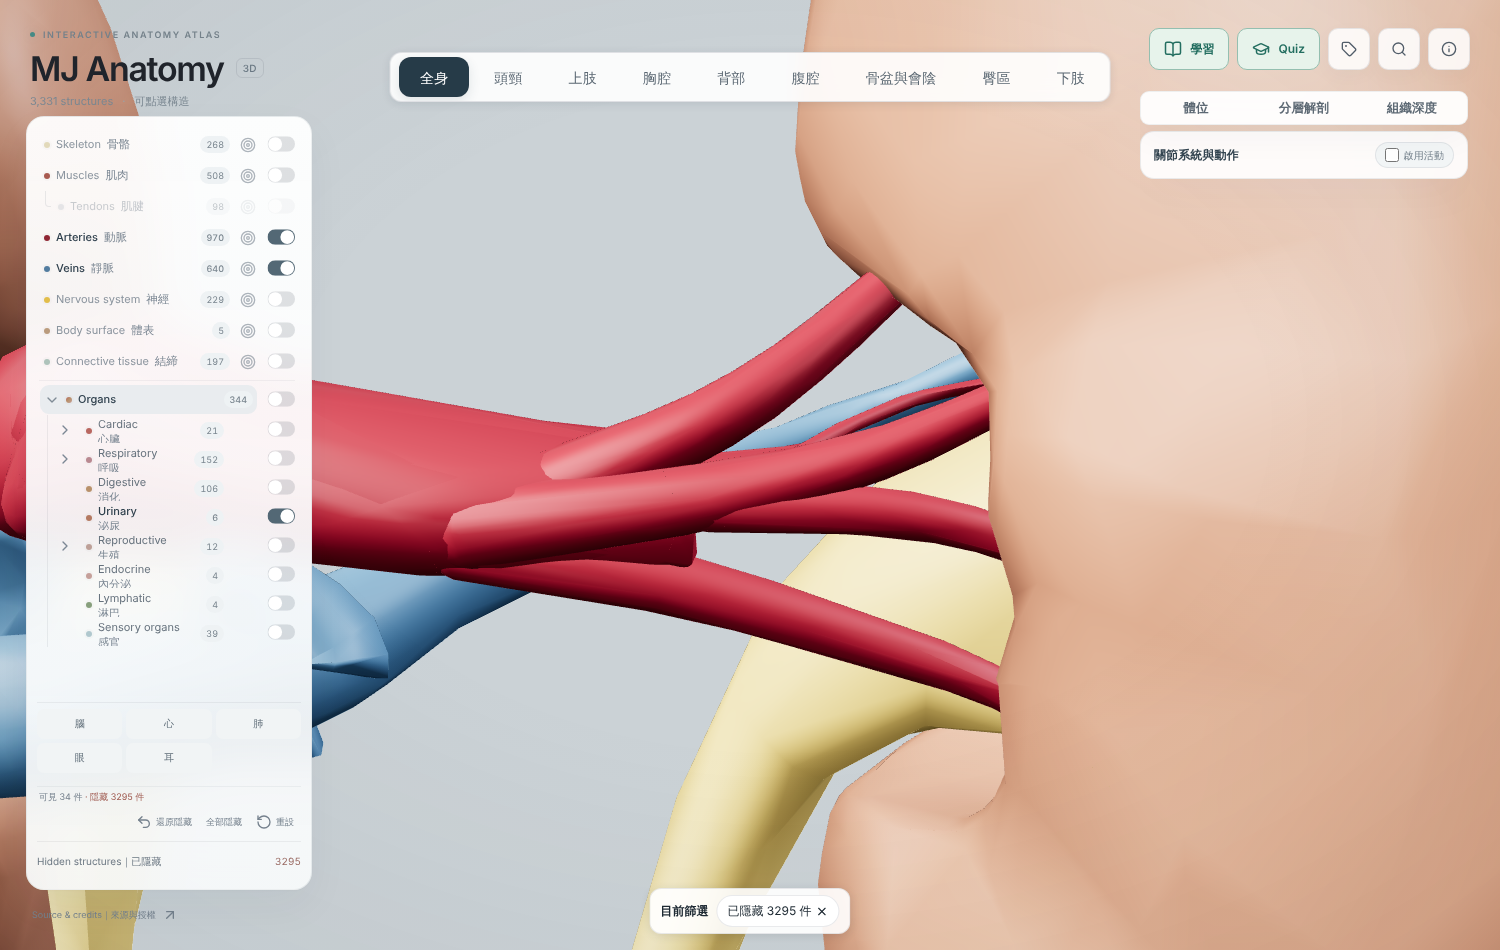 INTERACTIVE ANATOMY ATLAS
MJ Anatomy 3D
3,331 structures 可點選構造
全身 頭頸 上肢 胸腔 背部 腹腔 骨盆與會陰 臀區 下肢
學習 Quiz
體位 分層解剖 組織深度
關節系統與動作 啟用活動
Skeleton 骨骼 268
Muscles 肌肉 508
Tendons 肌腱 98
Arteries 動脈 970
Veins 靜脈 640
Nervous system 神經 229
Body surface 體表 5
Connective tissue 結締 197
Organs 344
Cardiac 21
心臟
Respiratory 152
呼吸
Digestive 106
消化
Urinary 6
泌尿
Reproductive 12
生殖
Endocrine 4
內分泌
Lymphatic 4
淋巴
Sensory organs 39
感官
腦 心 肺
眼 耳
可見 34 件 · 隱藏 3295 件
還原隱藏 全部隱藏 重設
Hidden structures | 已隱藏 3295
Source & credits | 來源與授權
目前篩選 已隱藏 3295 件 ×